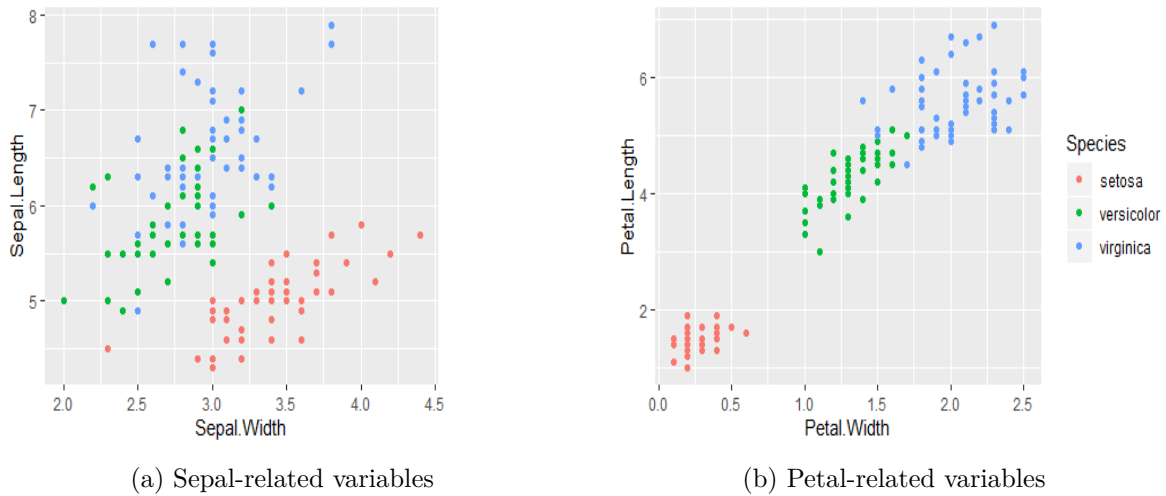 8
7
6
5
Sepal.Length
2.0 2.5 3.0 3.5 4.0 4.5
Sepal.Width
(a) Sepal-related variables
6
4
2
Petal.Length
0.0 0.5 1.0 1.5 2.0 2.5
Petal.Width
(b) Petal-related variables
Species
setosa
versicolor
virginica